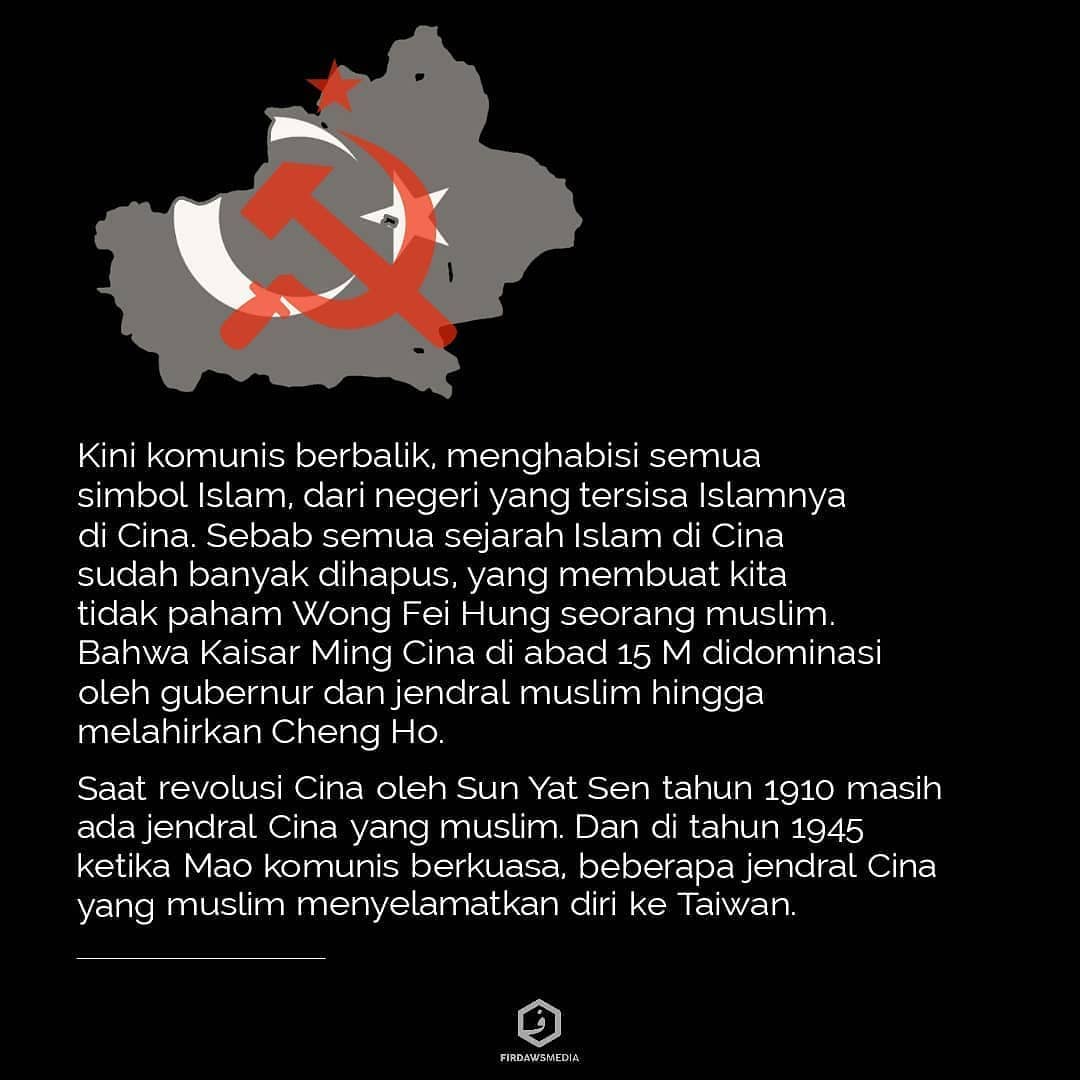 Kini komunis berbalik, menghabisi semua
simbol Islam, dari negeri yang tersisa Islamnya
di Cina. Sebab semua sejarah Islam di Cina
sudah banyak dihapus, yang membuat kita
tidak paham Wong Fei Hung seorang muslim.
Bahwa Kaisar Ming Cina di abad 15 M didominasi
oleh gubernur dan jendral muslim hingga
melahirkan Cheng Ho.
Saat revolusi Cina oleh Sun Yat Sen tahun 1910 masih
ada jendral Cina yang muslim. Dan di tahun 1945
ketika Mao komunis berkuasa, beberapa jendral Cina
yang muslim menyelamatkan diri ke Taiwan.
FIRDAWSMEDIA